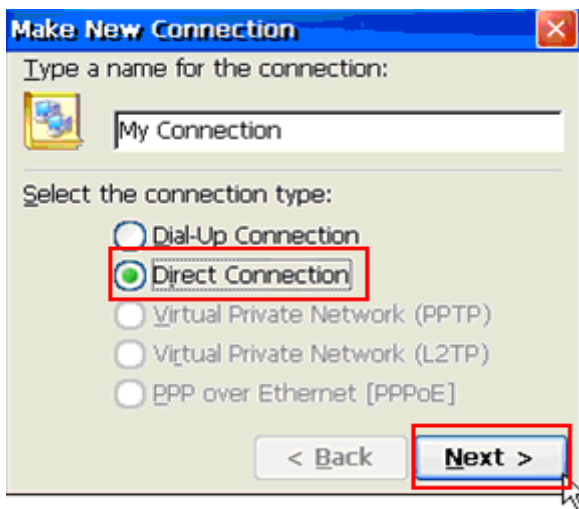 Make New Connection
Type a name for the connection:
My Connection
Select the connection type:
Dial-Up Connection
Direct Connection
Virtual Private Network (PPTP)
Virtual Private Network (L2TP)
PPP over Ethernet [PPPoE]
< Back Next >